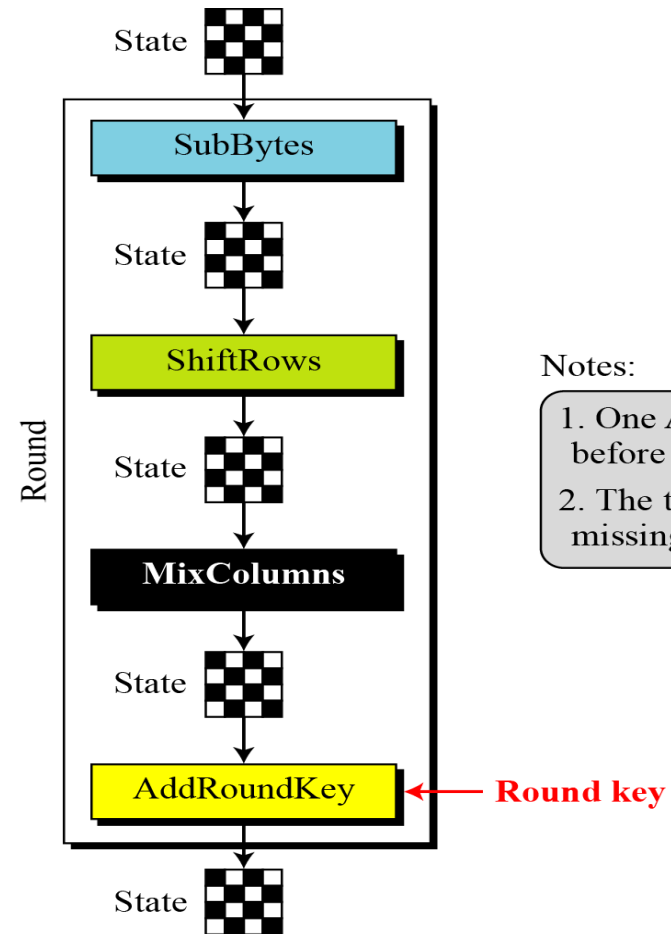 State
SubBytes
State
ShiftRows
Round
State
MixColumns
State
AddRoundKey
Round key
State
Notes:
1. One
before
2. The
missing